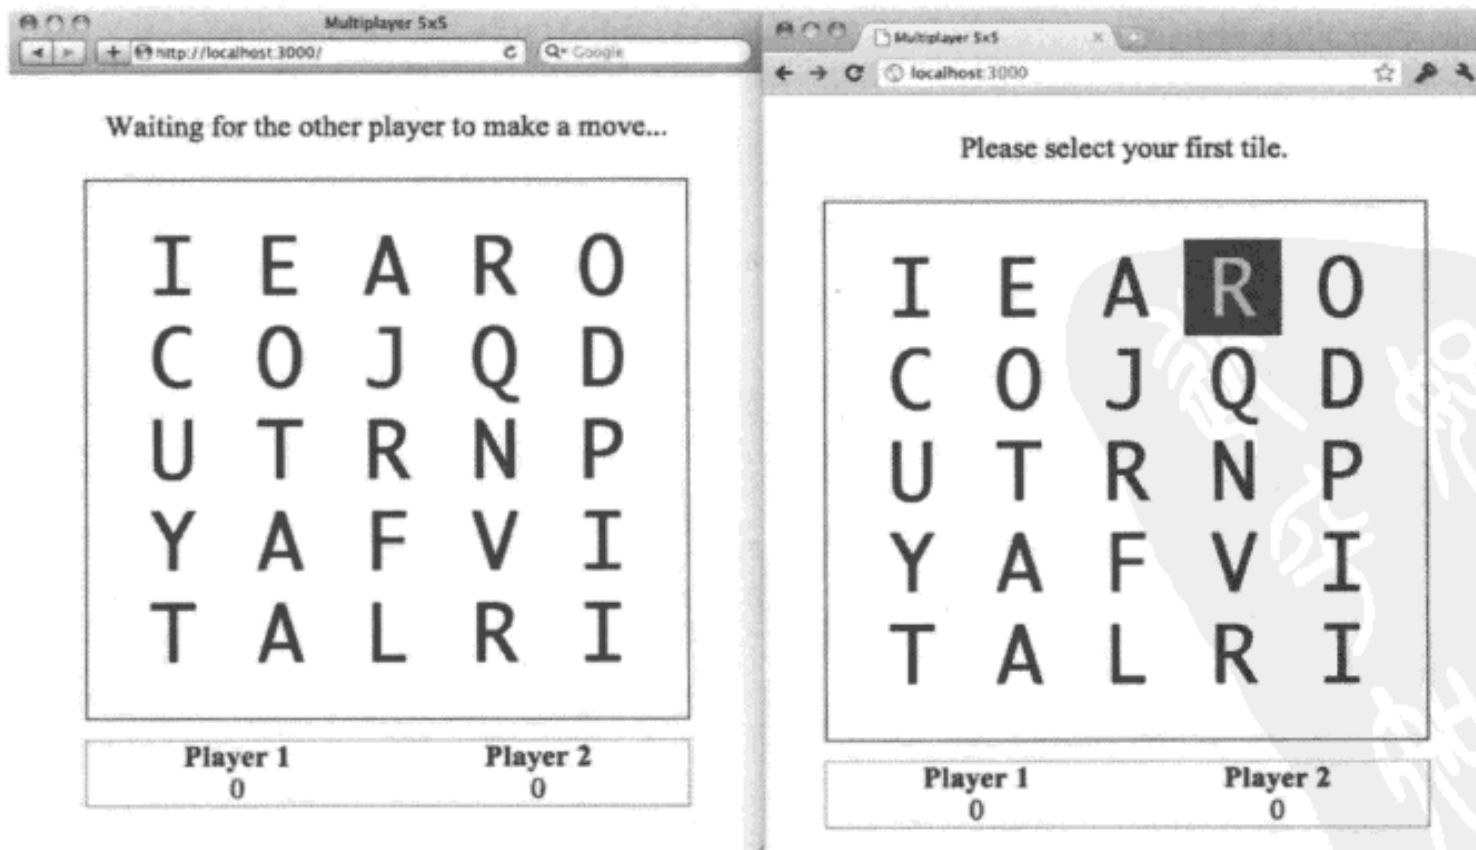 Multiplayer 5x5
http://localhost:3000/
Google
Waiting for the other player to make a move...
I E A R O
C O J Q D
U T R N P
Y A F V I
T A L R I
Player 1 Player 2
0 0
Multiplayer 5x5
localhost:3000
Please select your first tile.
I E A R O
C O J Q D
U T R N P
Y A F V I
T A L R I
Player 1 Player 2
0 0